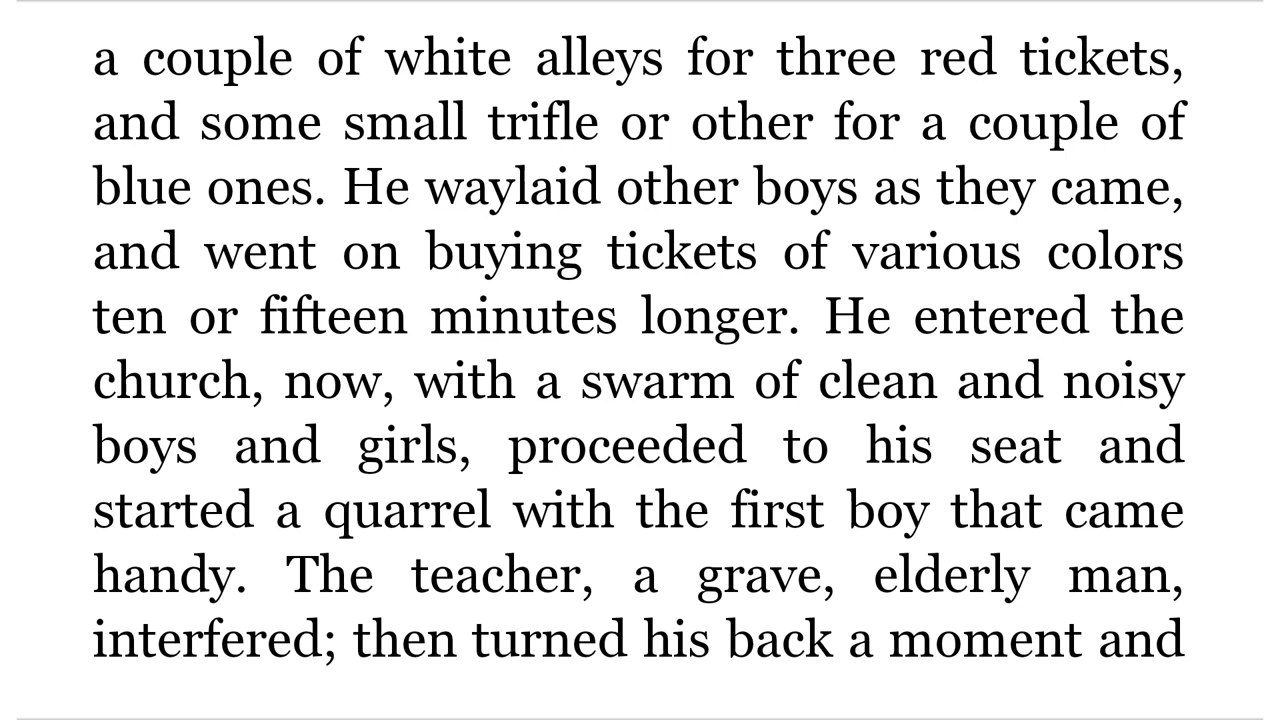 a couple of white alleys for three red tickets,
and some small trifle or other for a couple of
blue ones. He waylaid other boys as they came,
and went on buying tickets of various colors
ten or fifteen minutes longer. He entered the
church, now, with a swarm of clean and noisy
boys and girls, proceeded to his seat and
started a quarrel with the first boy that came
handy. The teacher, a grave, elderly man,
interfered; then turned his back a moment and